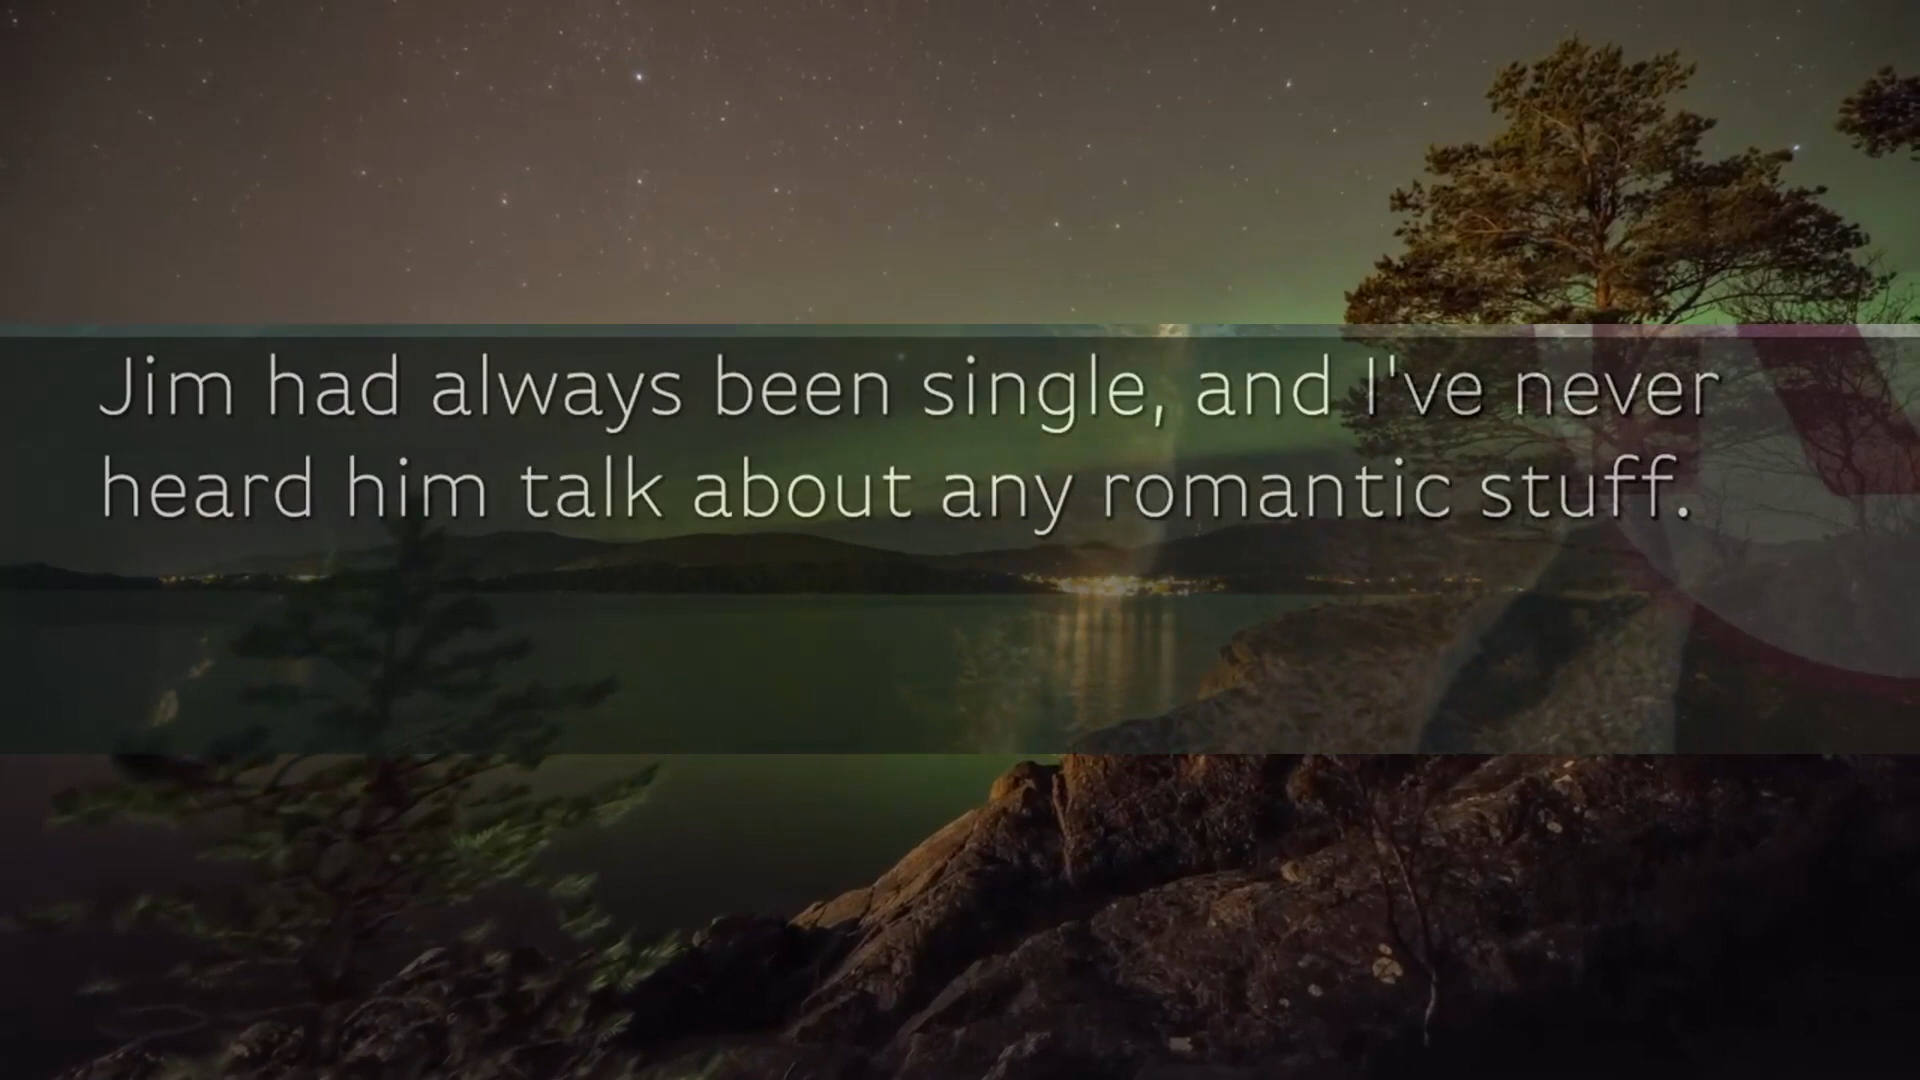 Jim had always been single, and I've never
heard him talk about any romantic stuff.